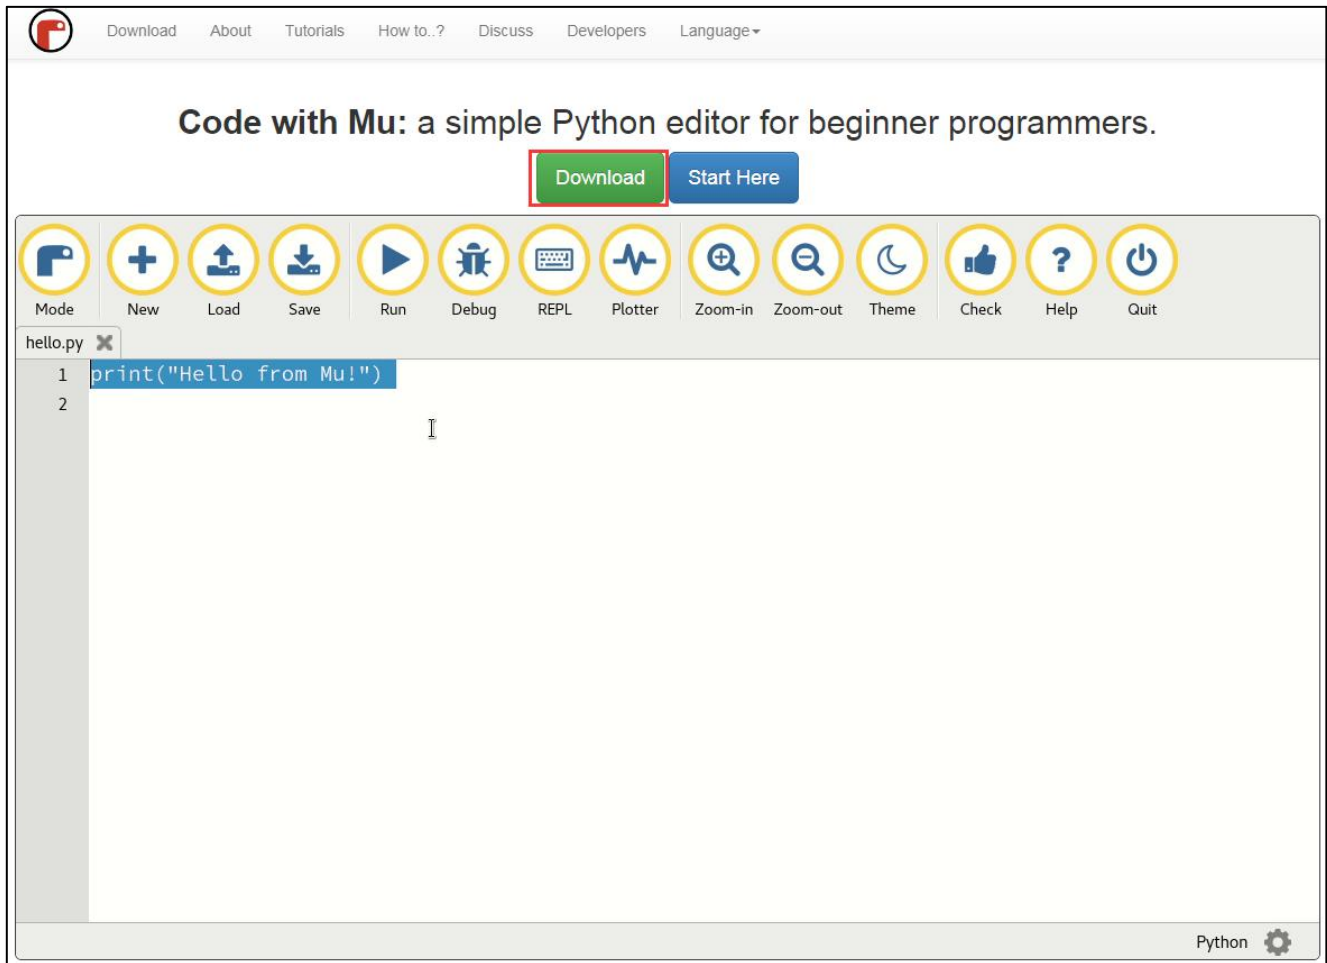 Download About Tutorials How to..? Discuss Developers Language
Code with Mu: a simple Python editor for beginner programmers.
Download Start Here
Mode New Load Save Run Debug REPL Plotter Zoom-in Zoom-out Theme Check Help Quit
hello.py
1 print("Hello from Mu!")
2
Python